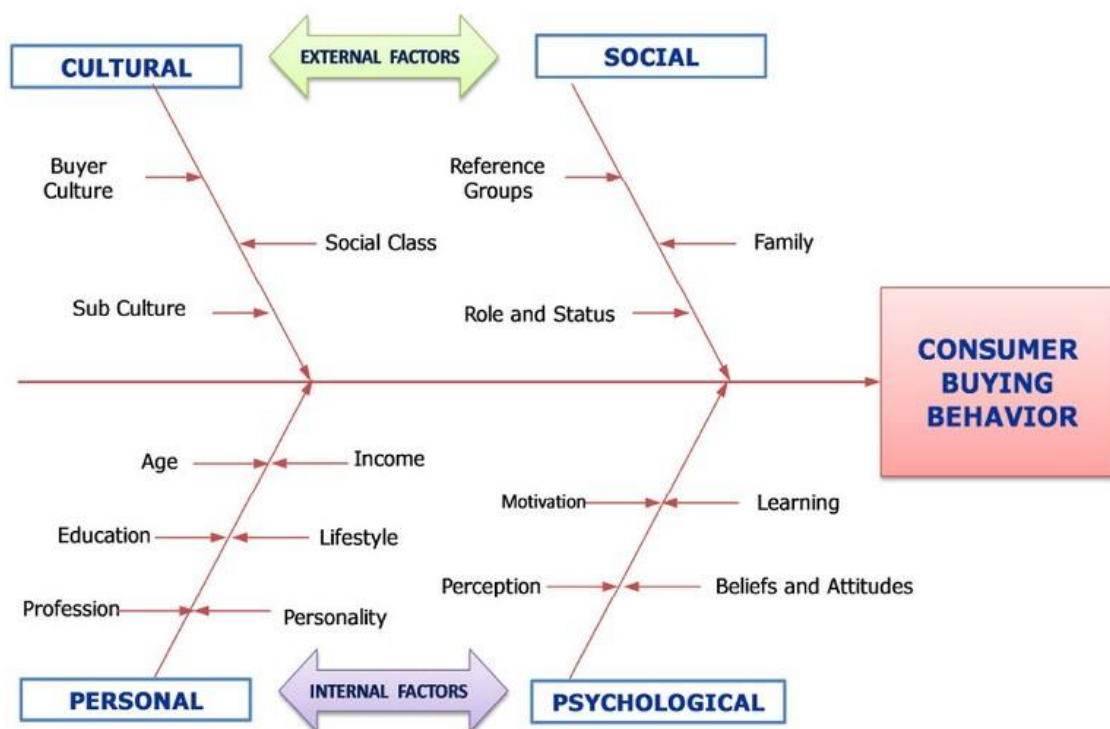 CULTURAL
EXTERNAL FACTORS
SOCIAL
Buyer
Culture
Social Class
Sub Culture
Reference
Groups
Family
Role and Status
CONSUMER
BUYING
BEHAVIOR
Age
Income
Education
Lifestyle
Profession
Personality
Motivation
Learning
Perception
Beliefs and Attitudes
PERSONAL
INTERNAL FACTORS
PSYCHOLOGICAL